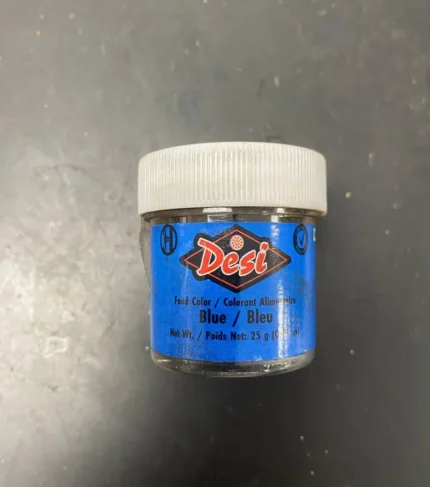 H
Desi
Food Color / Colorant Alimentaire
Blue / Bleu
Net Wt. / Poids Net: 25 g